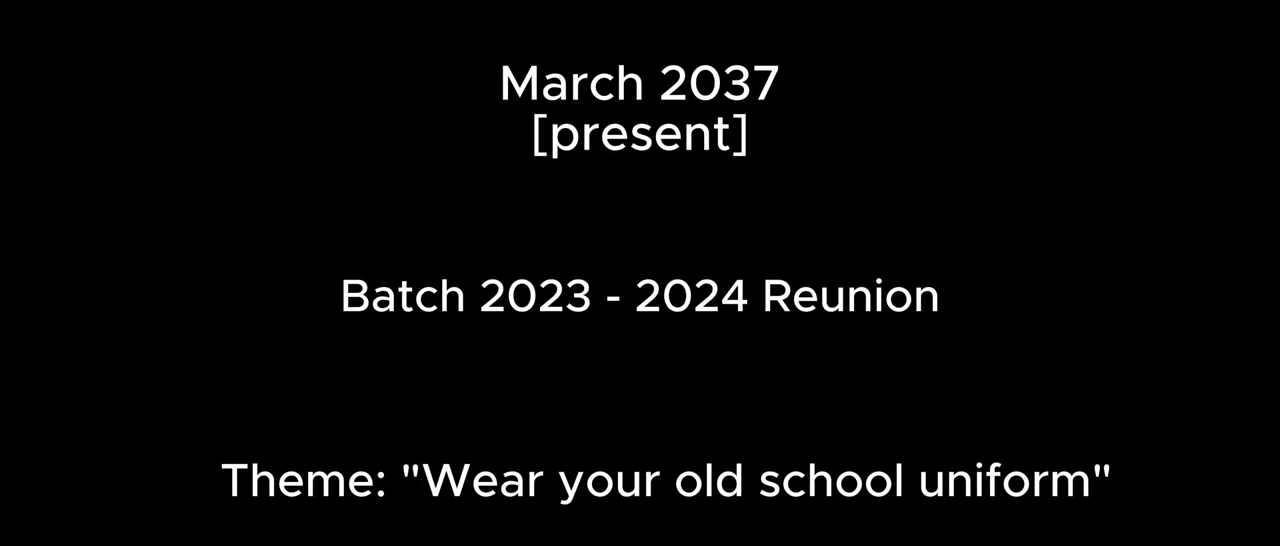 March 2037
[present]
Batch 2023 - 2024 Reunion
Theme: "Wear your old school uniform"